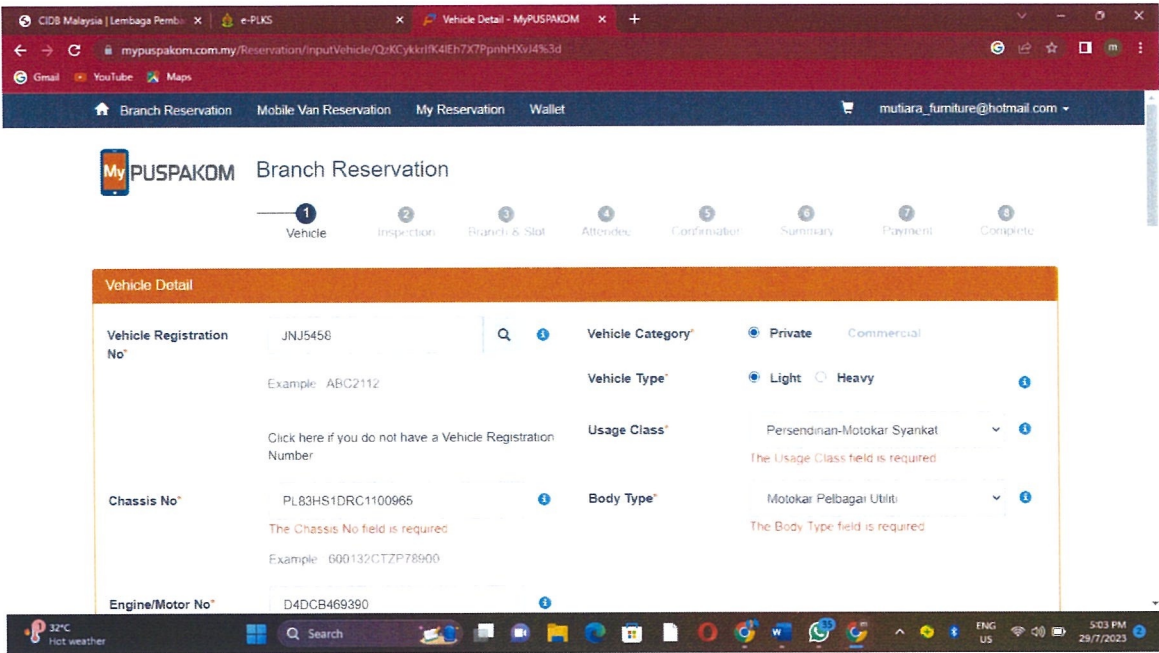 CIDB Malaysia | Lembaga Pemba
e-PLKS
Vehicle Detail - MyPUSPAKOM
mypuspakom.com.my/Reservation/InputVehicle/
Gmail
YouTube
Maps
Branch Reservation
Mobile Van Reservation
My Reservation
Wallet
mutiara_furniture@hotmail.com
My PUSPAKOM
Branch Reservation
1
2
3
4
5
6
7
8
Vehicle
Inspection
Branch & Slot
Attendee
Confirmation
Summary
Payment
Complete
Vehicle Detail
Vehicle Registration
No*
JNJ5458
Example ABC2112
Click here if you do not have a Vehicle Registration
Number
Chassis No*
PL83HS1DRC1100965
The Chassis No field is required
Example 600132CTZP78900
Engine/Motor No*
D4DCB469390
Vehicle Category*
Private
Commercial
Vehicle Type*
Light
Heavy
Usage Class*
Persendirian-Motokar Syarikat
The Usage Class field is required
Body Type*
Motokar Pelbagai Utiliti
The Body Type field is required
32°C
Hot weather
Search
35
ENG
US
5:03 PM
29/7/2023
2